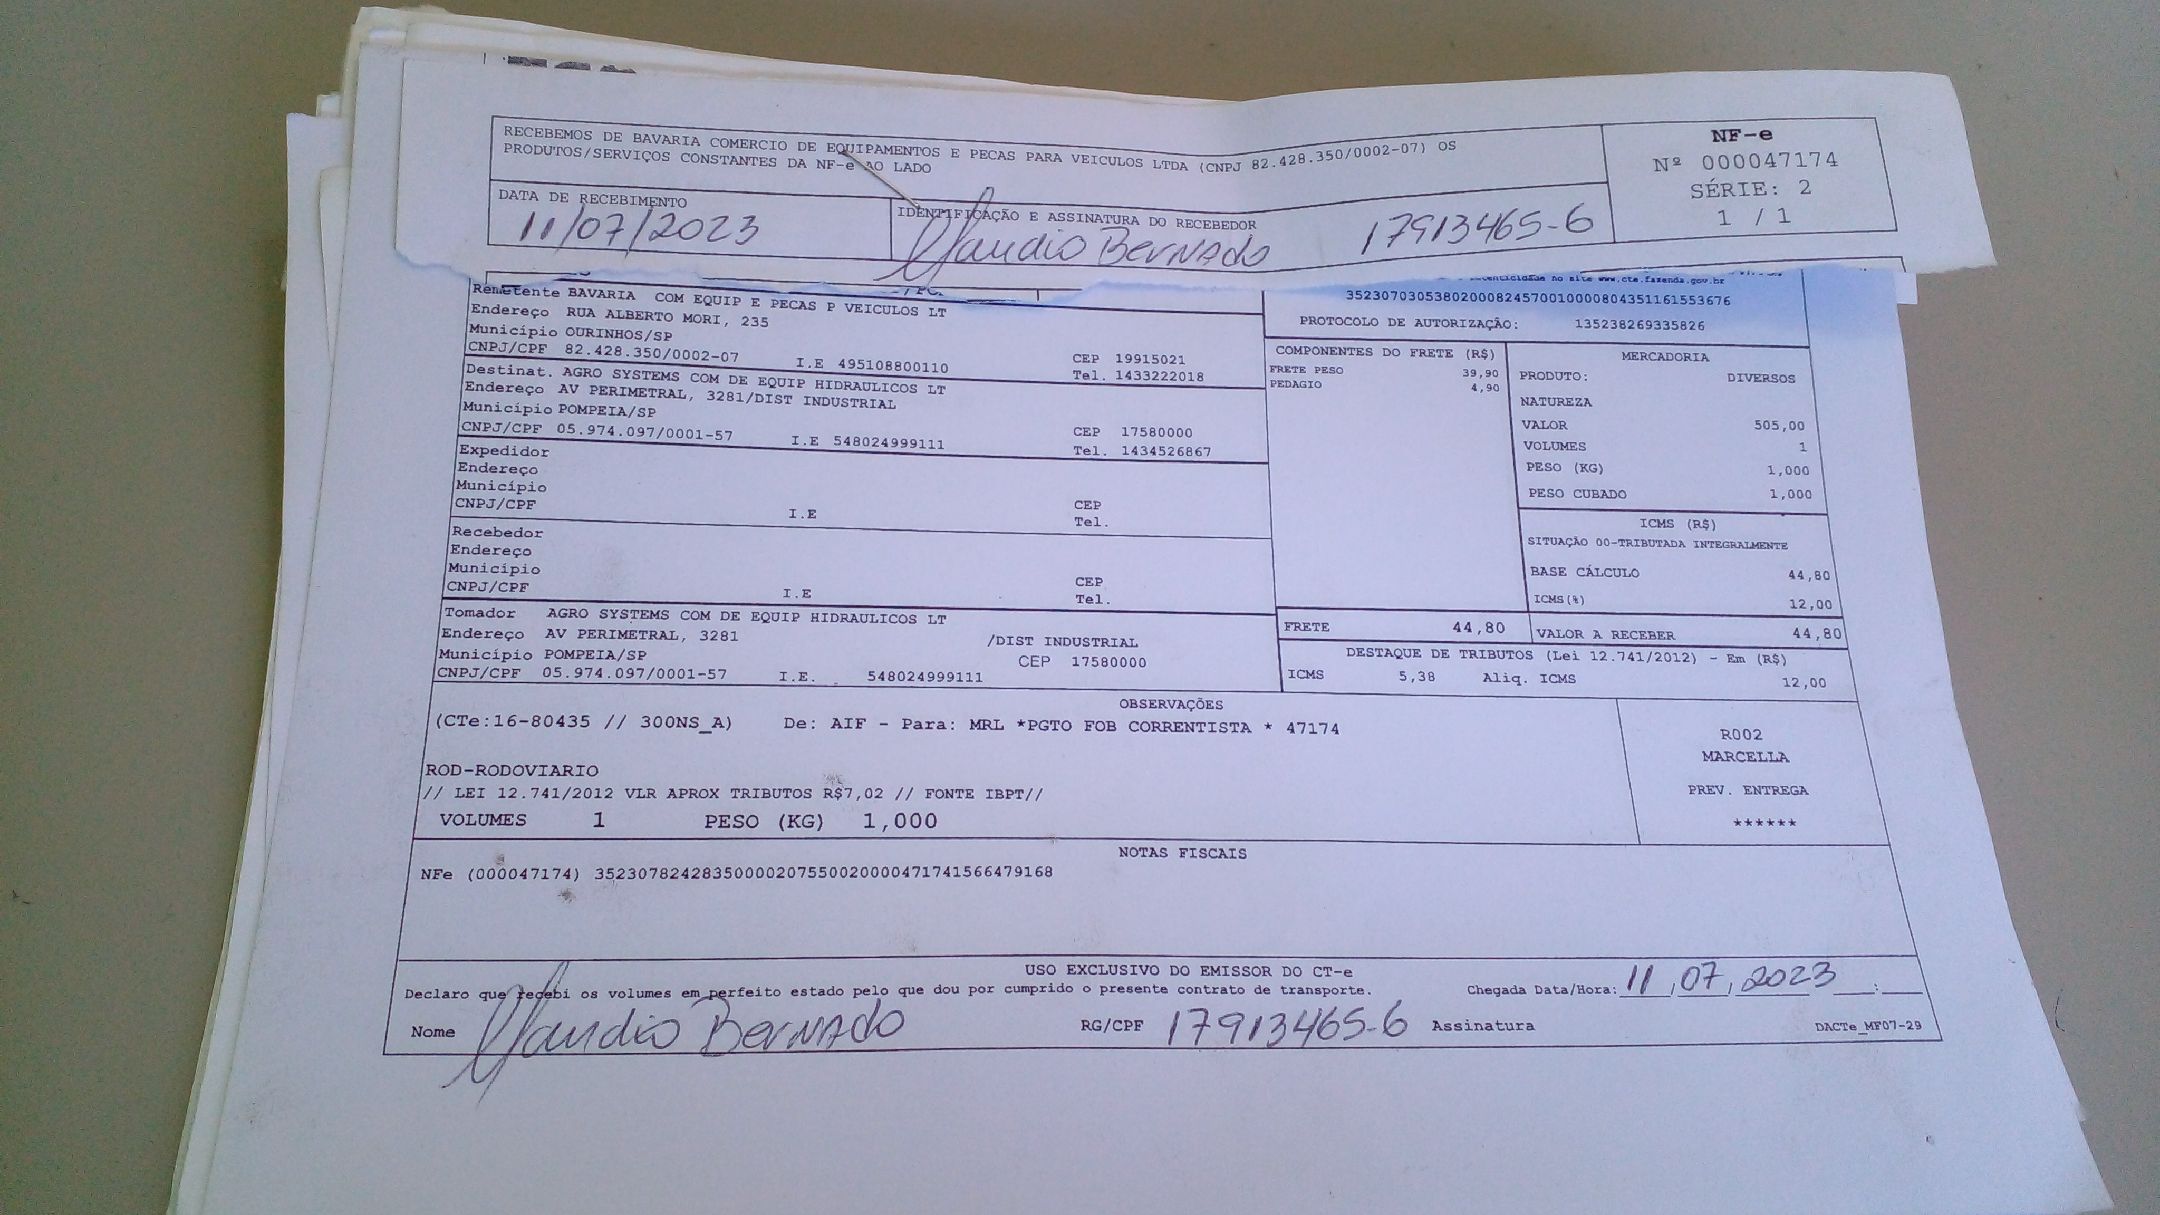 RECEBEMOS DE BAVARIA COMERCIO DE EQUIPAMENTOS E PECAS PARA VEICULOS LTDA (CNPJ 82.428.350/0002-07) OS
PRODUTOS/SERVIÇOS CONSTANTES DA NF-e AO LADO
NF-e
Nº 000047174
SÉRIE: 2
1 / 1
DATA DE RECEBIMENTO
11/07/2023
IDENTIFICAÇÃO E ASSINATURA DO RECEBEDOR
Claudio Bernado 17913465-6
no site www.cte.fazenda.gov.br
35230703053802000824570010000804351161553676
PROTOCOLO DE AUTORIZAÇÃO: 135238269335826
Remetente BAVARIA COM EQUIP E PECAS P VEICULOS LT
Endereço RUA ALBERTO MORI, 235
Município OURINHOS/SP
CNPJ/CPF 82.428.350/0002-07 I.E 495108800110
CEP 19915021
Tel. 1433222018
Destinat. AGRO SYSTEMS COM DE EQUIP HIDRAULICOS LT
Endereço AV PERIMETRAL, 3281/DIST INDUSTRIAL
Município POMPEIA/SP
CNPJ/CPF 05.974.097/0001-57 I.E 548024999111
CEP 17580000
Tel. 1434526867
Expedidor
Endereço
Município
CNPJ/CPF I.E
CEP
Tel.
Recebedor
Endereço
Município
CNPJ/CPF I.E
CEP
Tel.
Tomador AGRO SYSTEMS COM DE EQUIP HIDRAULICOS LT
Endereço AV PERIMETRAL, 3281 /DIST INDUSTRIAL
Município POMPEIA/SP CEP 17580000
CNPJ/CPF 05.974.097/0001-57 I.E. 548024999111
COMPONENTES DO FRETE (R$)
FRETE PESO 39,90
PEDAGIO 4,90
MERCADORIA
PRODUTO: DIVERSOS
NATUREZA
VALOR 505,00
VOLUMES 1
PESO (KG) 1,000
PESO CUBADO 1,000
ICMS (R$)
SITUAÇÃO 00-TRIBUTADA INTEGRALMENTE
BASE CÁLCULO 44,80
ICMS(%) 12,00
FRETE 44,80 VALOR A RECEBER 44,80
DESTAQUE DE TRIBUTOS (Lei 12.741/2012) - Em (R$)
ICMS 5,38 Aliq. ICMS 12,00
OBSERVAÇÕES
(CTe:16-80435 // 300NS_A) De: AIF - Para: MRL *PGTO FOB CORRENTISTA * 47174
ROD-RODOVIARIO
// LEI 12.741/2012 VLR APROX TRIBUTOS R$7,02 // FONTE IBPT//
VOLUMES 1 PESO (KG) 1,000
R002
MARCELLA
PREV. ENTREGA
******
NOTAS FISCAIS
NFe (000047174) 35230782428350000207550020000471741566479168
USO EXCLUSIVO DO EMISSOR DO CT-e
Declaro que recebi os volumes em perfeito estado pelo que dou por cumprido o presente contrato de transporte. Chegada Data/Hora: 11,07,2023 __:__
Nome Claudio Bernado RG/CPF 17913465-6 Assinatura DACTe_MF07-29